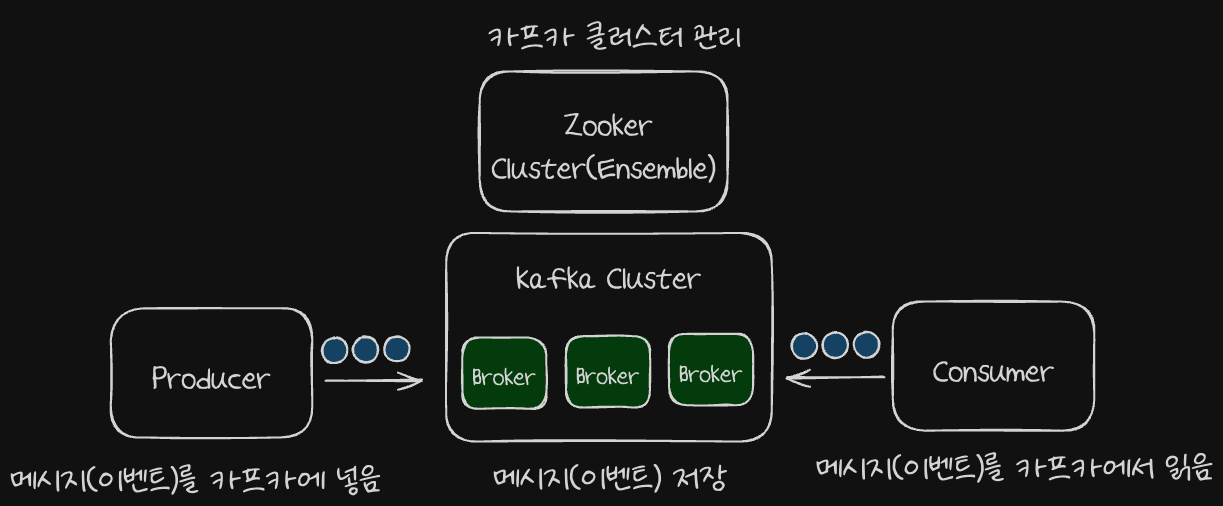 카프카 클러스터 관리
Zooker
Cluster(Ensemble)
Kafka Cluster
Producer
Broker
Broker
Broker
Consumer
메시지(이벤트)를 카프카에 넣음
메시지(이벤트) 저장
메시지(이벤트)를 카프카에서 읽음